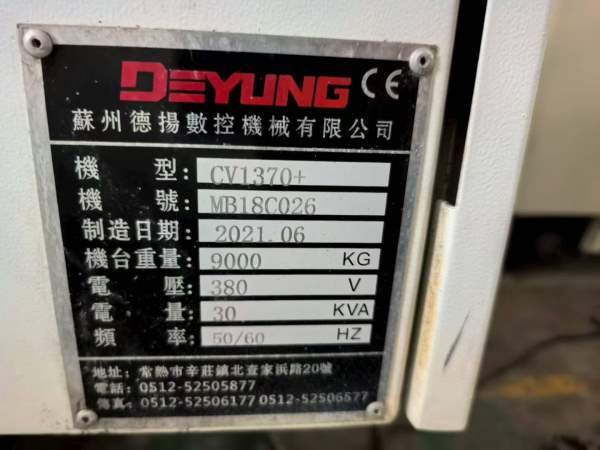 DEYUNG CE
蘇州德揚數控機械有限公司
機 型: CV1370+
機 號: MB18C026
制造日期: 2021.06
機台重量: 9000 KG
電 壓: 380 V
電 量: 30 KVA
頻 率: 50/60 HZ
地址: 常熟市辛莊鎮北查家浜路20號
電話: 0512-52505877
傳真: 0512-52506177 0512-52506577